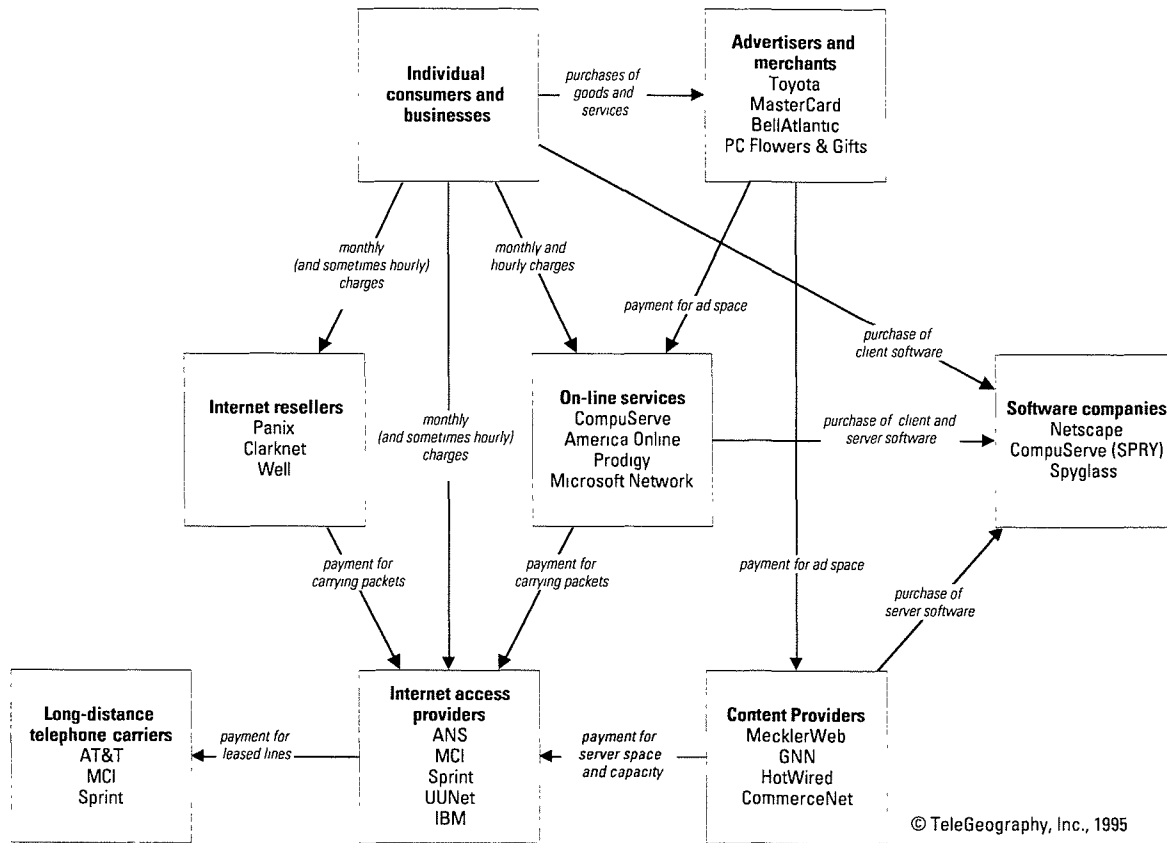 Individual
consumers and
businesses
purchases of
goods and
services
Advertisers and
merchants
Toyota
MasterCard
BellAtlantic
PC Flowers & Gifts
monthly
(and sometimes hourly)
charges
monthly and
hourly charges
payment for ad space
purchase of
client software
Internet resellers
Panix
Clarknet
Well
monthly
(and sometimes hourly)
charges
On-line services
CompuServe
America Online
Prodigy
Microsoft Network
purchase of client and
server software
Software companies
Netscape
CompuServe (SPRY)
Spyglass
payment for
carrying packets
payment for
carrying packets
payment for ad space
purchase of
server software
Long-distance
telephone carriers
AT&T
MCI
Sprint
payment for
leased lines
Internet access
providers
ANS
MCI
Sprint
UUNet
IBM
payment for
server space
and capacity
Content Providers
MecklerWeb
GNN
HotWired
CommerceNet
© TeleGeography, Inc., 1995